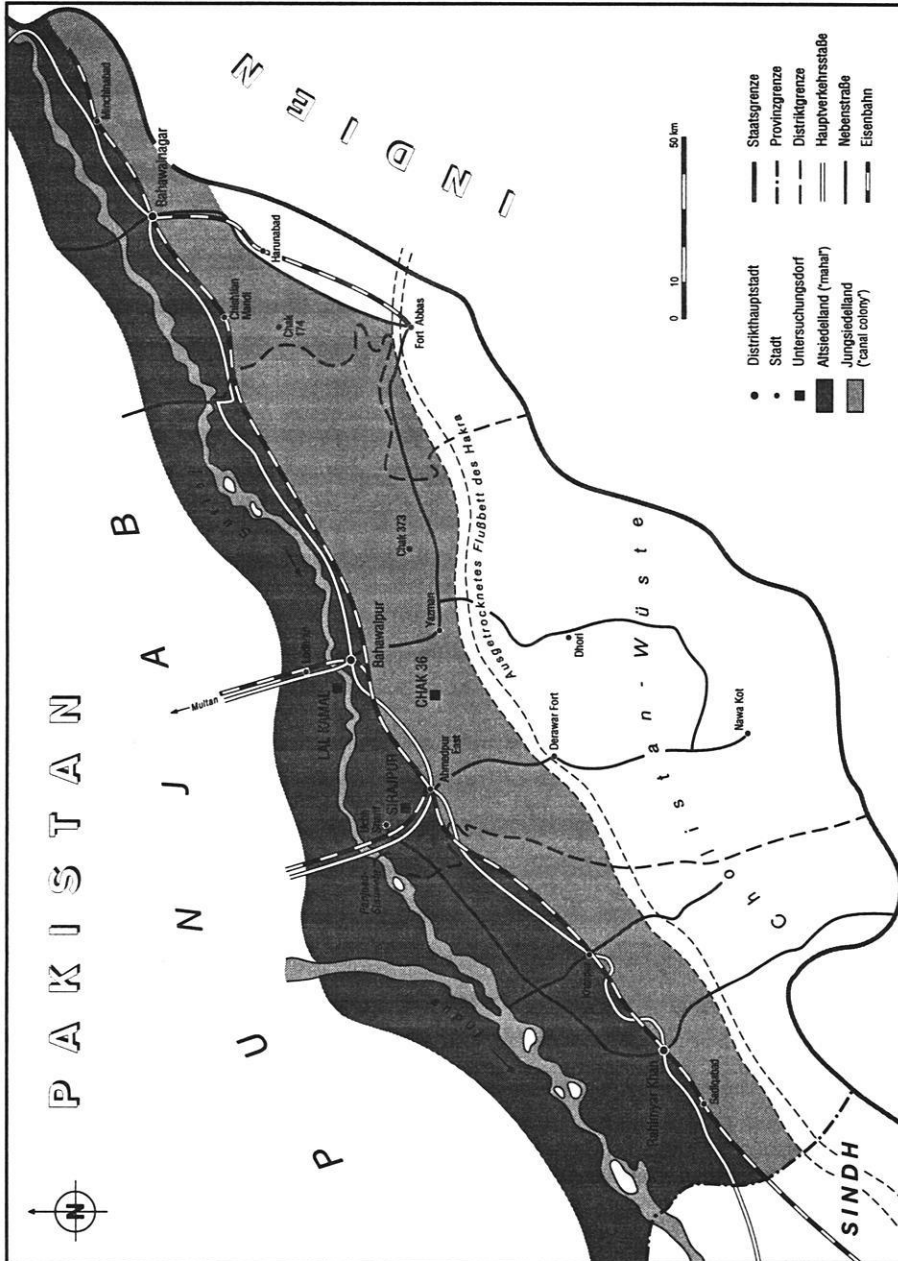 PAKISTAN
N
PUNJAB
INDIEN
Minchinabad
Bahawalnagar
Harunabad
Chishtian
Mandi
Chak
174
Fort Abbas
Multan
Bahawalpur
LAL KAMAL
Chak 373
Yazman
CHAK 36
SIRAJPUR
Ahmedpur
East
Ausgetrocknetes Flußbett des Hakra
Dhori
Derawar Fort
Nawa Kot
Cholistan-Wüste
Rahimyar Khan
Sadiqabad
SINDH
0 10 50 km
Distrikthauptstadt
Stadt
Untersuchungsdorf
Altsiedelland ("mahal")
Jungsiedelland
("canal colony")
Staatsgrenze
Provinzgrenze
Distriktgrenze
Hauptverkehrsstaße
Nebenstraße
Eisenbahn